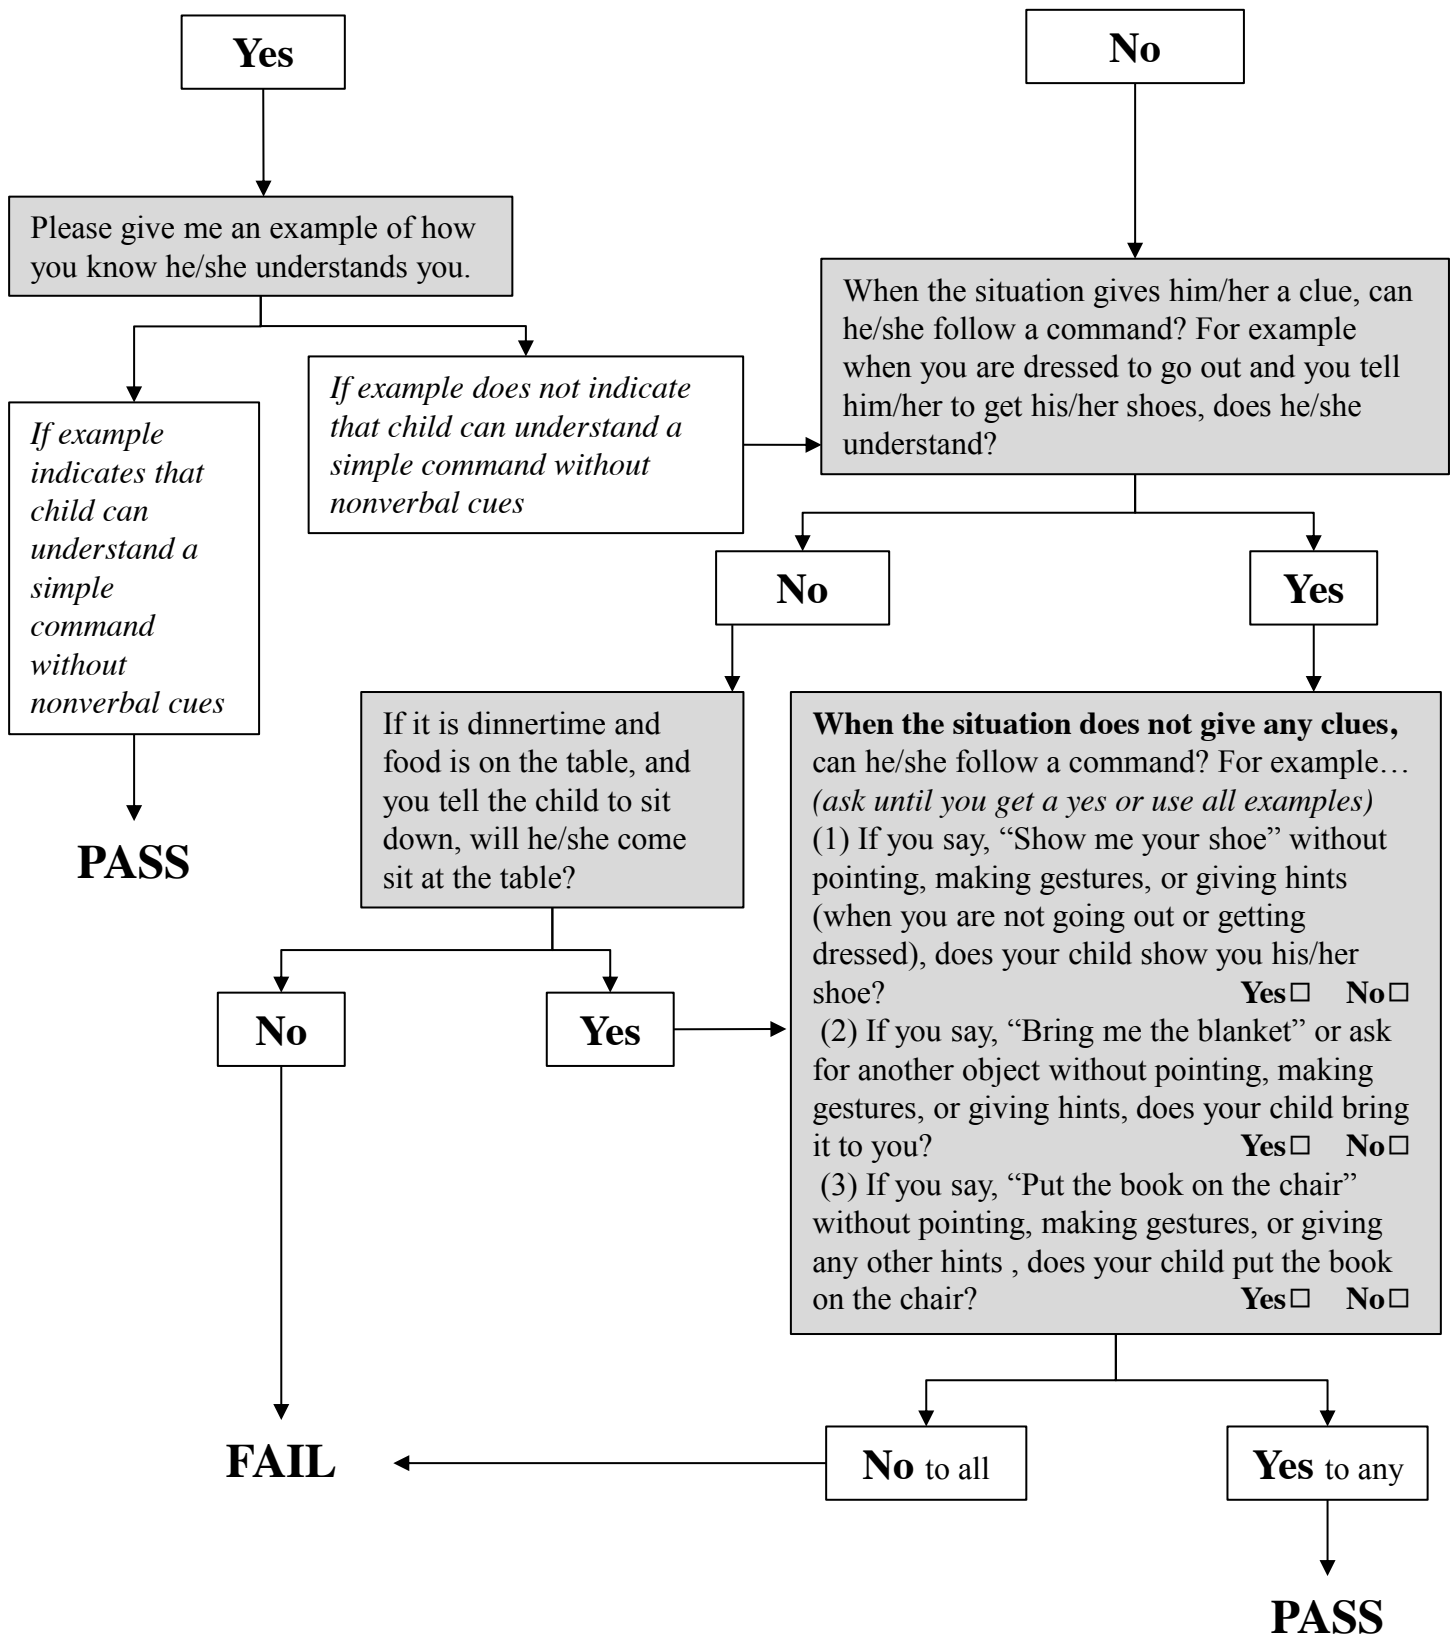 Yes
No
Please give me an example of how
you know he/she understands you.
When the situation gives him/her a clue, can
he/she follow a command? For example
when you are dressed to go out and you tell
him/her to get his/her shoes, does he/she
understand?
If example does not indicate
that child can understand a
simple command without
nonverbal cues
If example
indicates that
child can
understand a
simple
command
without
nonverbal cues
PASS
No
Yes
If it is dinnertime and
food is on the table, and
you tell the child to sit
down, will he/she come
sit at the table?
When the situation does not give any clues,
can he/she follow a command? For example…
(ask until you get a yes or use all examples)
(1) If you say, “Show me your shoe” without
pointing, making gestures, or giving hints
(when you are not going out or getting
dressed), does your child show you his/her
shoe? Yes□ No□
(2) If you say, “Bring me the blanket” or ask
for another object without pointing, making
gestures, or giving hints, does your child bring
it to you? Yes□ No□
(3) If you say, “Put the book on the chair”
without pointing, making gestures, or giving
any other hints , does your child put the book
on the chair? Yes□ No□
No
Yes
FAIL
No to all
Yes to any
PASS